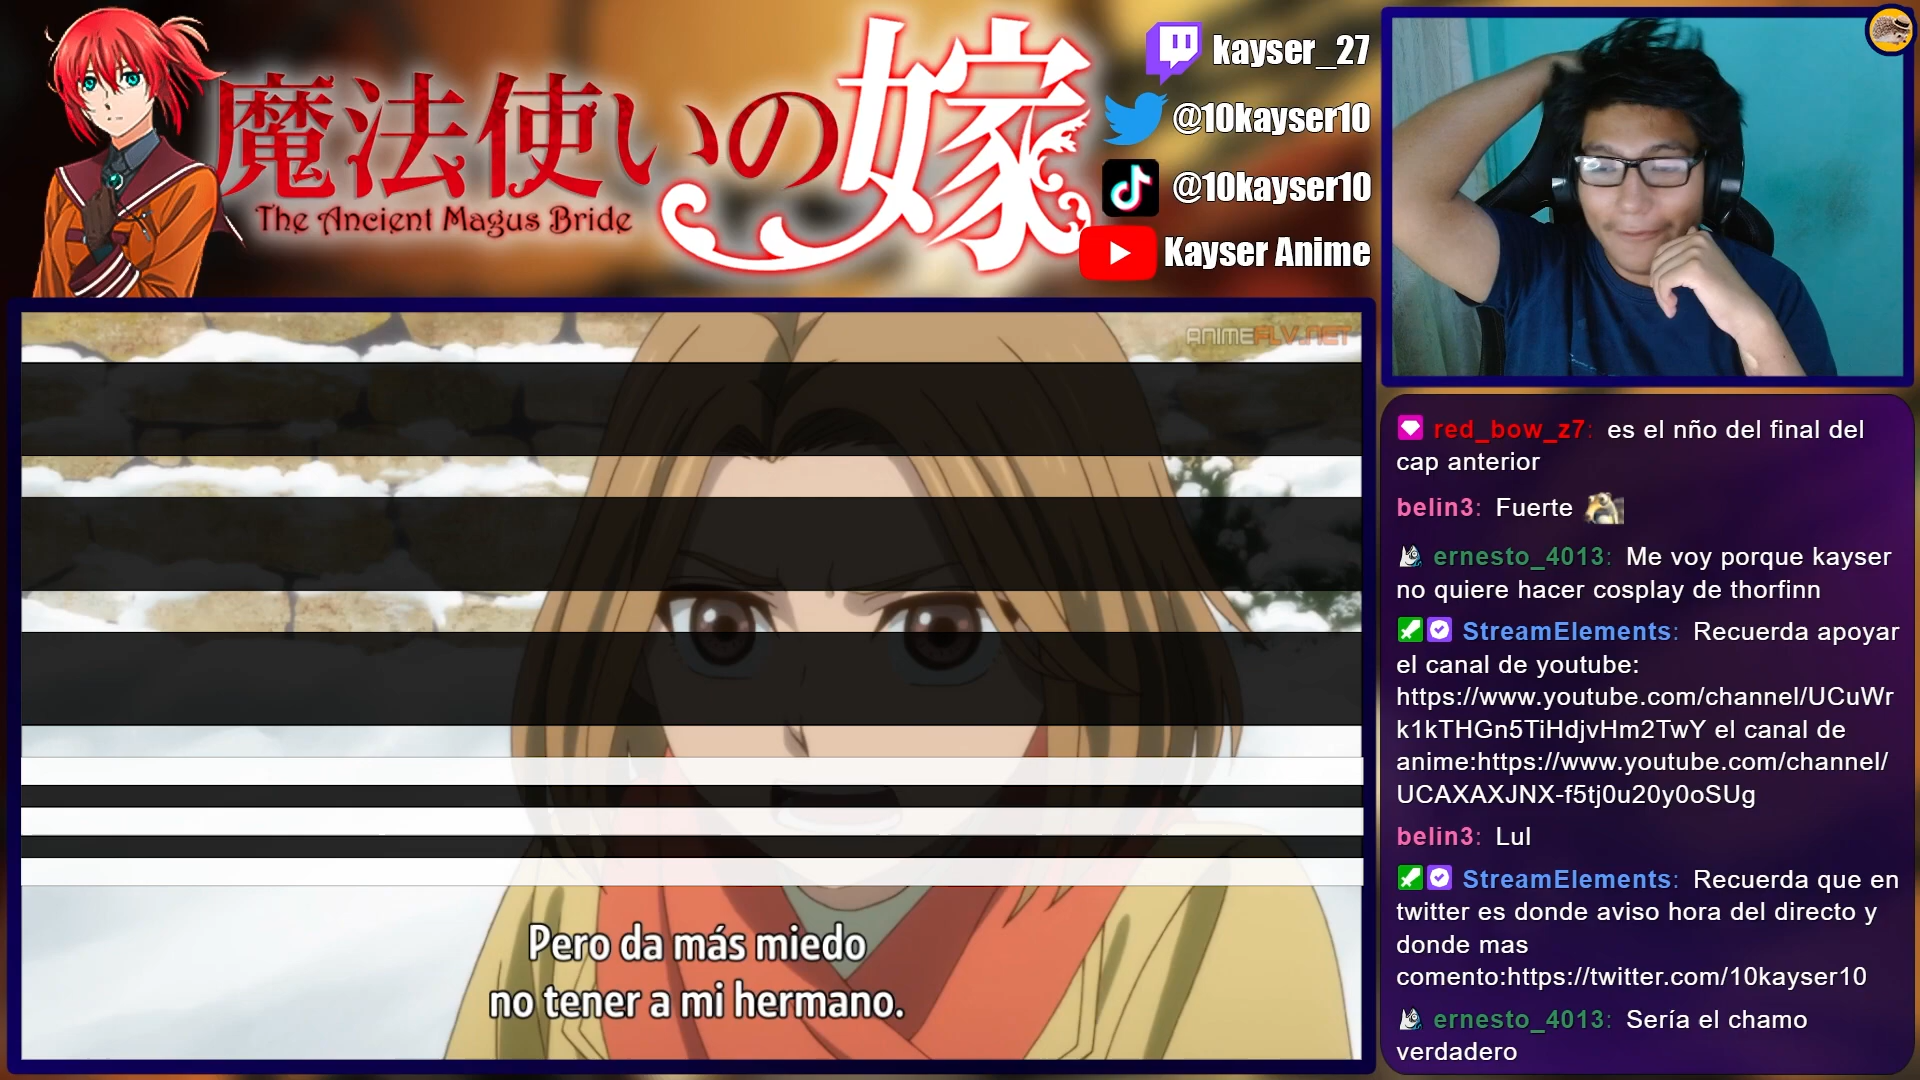 魔法使いの嫁
The Ancient Magus Bride
kayser_27
@10kayser10
@10kayser10
Kayser Anime
ANIMEFLV.NET
Pero da más miedo
no tener a mi hermano.
red_bow_z7: es el nño del final del
cap anterior
belin3: Fuerte
ernesto_4013: Me voy porque kayser
no quiere hacer cosplay de thorfinn
StreamElements: Recuerda apoyar
el canal de youtube:
https://www.youtube.com/channel/UCuWr
k1kTHGn5TiHdjvHm2TwY el canal de
anime:https://www.youtube.com/channel/
UCAXAXJNX-f5tj0u20y0oSUg
belin3: Lul
StreamElements: Recuerda que en
twitter es donde aviso hora del directo y
donde mas
comento:https://twitter.com/10kayser10
ernesto_4013: Sería el chamo
verdadero